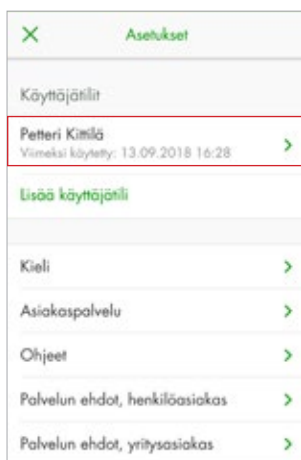 Asetukset
Käyttäjätilit
Petteri Kittilä
Viimeksi käytetty: 13.09.2018 16:28
Lisää käyttäjätili
Kieli
Asiakaspalvelu
Ohjeet
Palvelun ehdot, henkilöasiakas
Palvelun ehdot, yritysasiakas